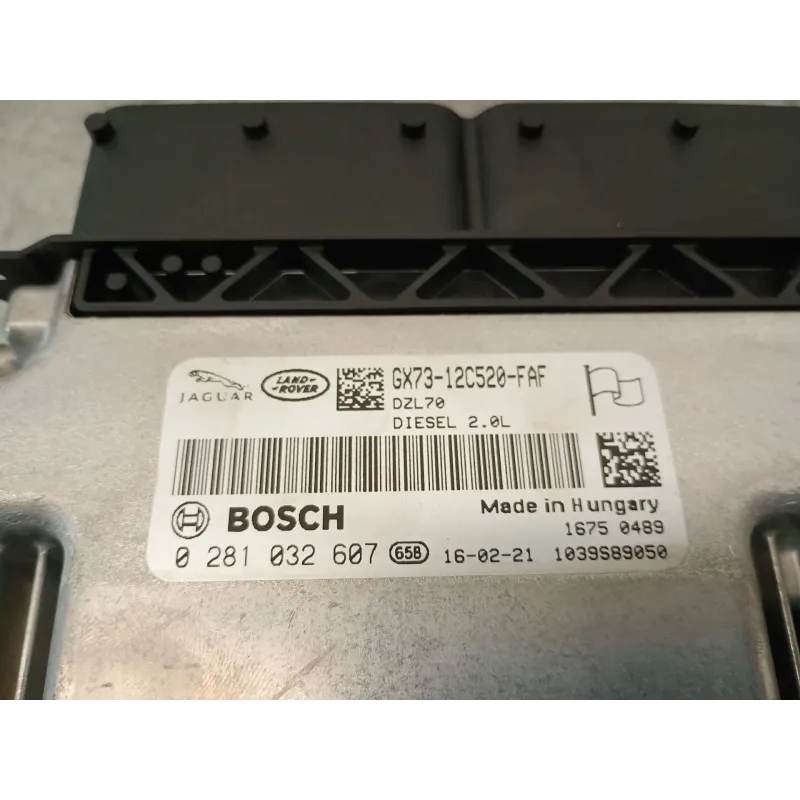 JAGUAR
LAND-
-ROVER
GX73-12C520-FAF
DZL70
DIESEL 2.0L
BOSCH
Made in Hungary
1675 0489
0 281 032 607 65B 16-02-21 1039S89050